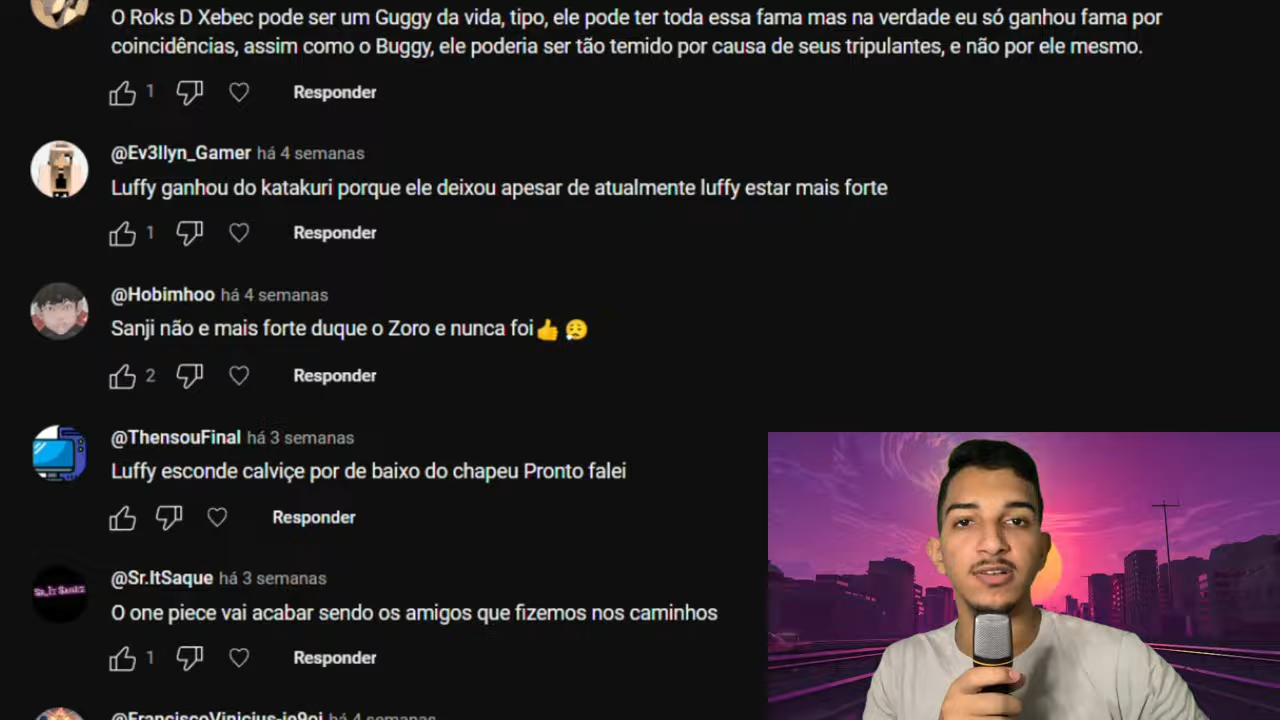 O Roks D Xebec pode ser um Guggy da vida, tipo, ele pode ter toda essa fama mas na verdade eu só ganhou fama por
coincidências, assim como o Buggy, ele poderia ser tão temido por causa de seus tripulantes, e não por ele mesmo.
1 Responder
@Ev3llyn_Gamer há 4 semanas
Luffy ganhou do katakuri porque ele deixou apesar de atualmente luffy estar mais forte
1 Responder
@Hobimhoo há 4 semanas
Sanji não e mais forte duque o Zoro e nunca foi👍😮‍💨
2 Responder
@ThensouFinal há 3 semanas
Luffy esconde calviçe por de baixo do chapeu Pronto falei
Responder
@Sr.ItSaque há 3 semanas
O one piece vai acabar sendo os amigos que fizemos nos caminhos
1 Responder
há 4 semanas